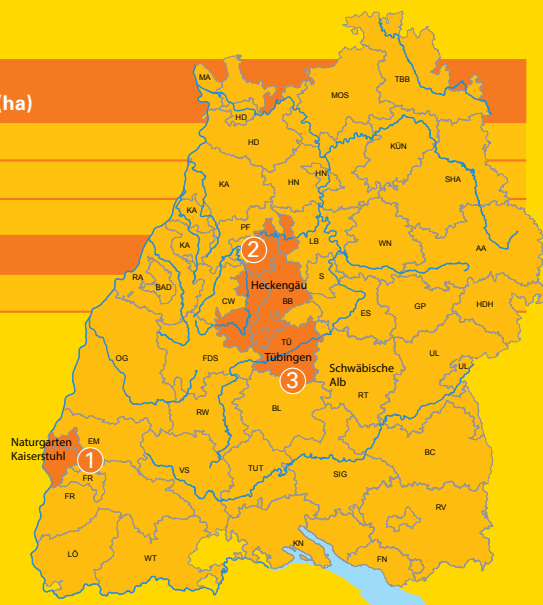 (ha)
MA
TBB
MOS
HD
HD
KÜN
HN
HN
SHA
KA
KA
PF
LB
WN
AA
KA
2
S
RA
BAD
Heckengäu
CW
BB
ES
GP
HDH
TÜ
OG
FDS
Tübingen
Schwäbische
Alb
UL
UL
3
RT
RW
BL
Naturgarten
Kaiserstuhl
EM
1
FR
VS
TUT
SIG
BC
FR
RV
LÖ
WT
KN
FN